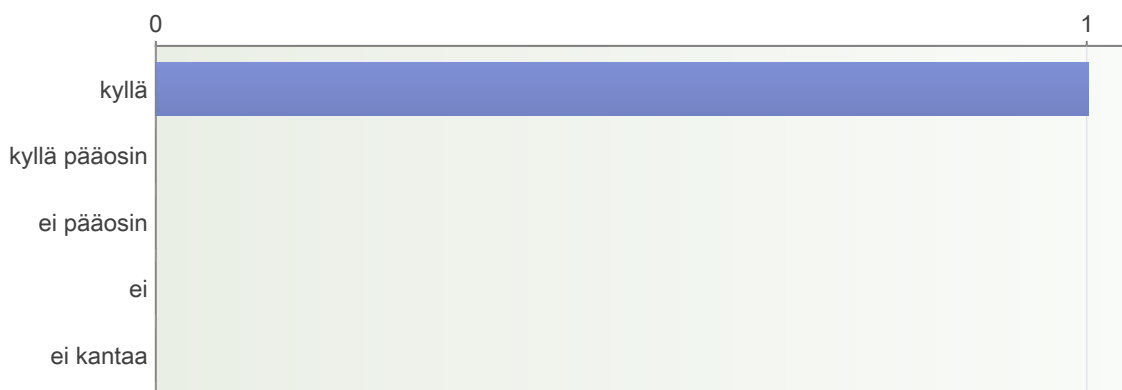 0 1
kyllä
kyllä pääosin
ei pääosin
ei
ei kantaa